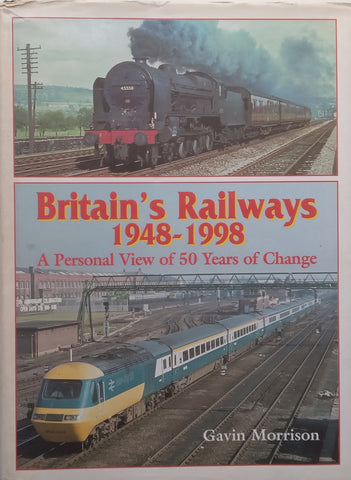 Britain's Railways
1948-1998
A Personal View of 50 Years of Change
Gavin Morrison